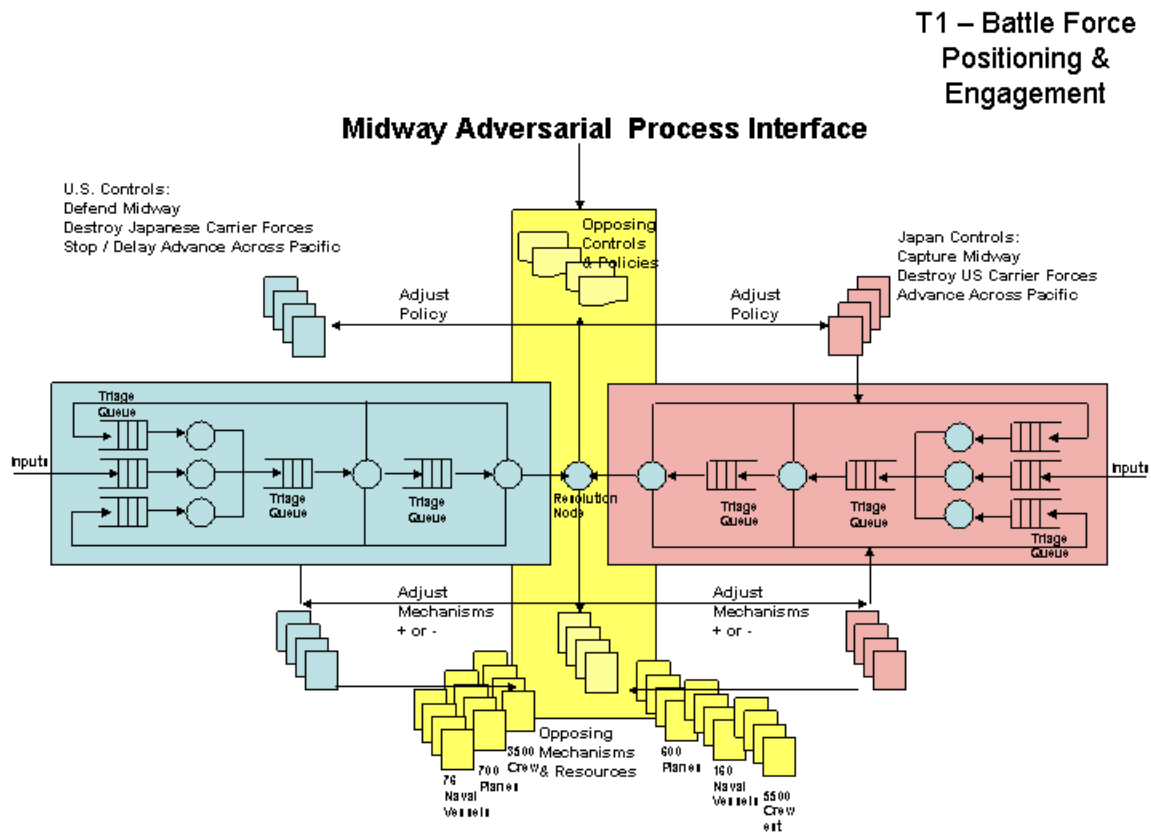 T1 – Battle Force
Positioning &
Engagement
Midway Adversarial Process Interface
U.S. Controls:
Defend Midway
Destroy Japanese Carrier Forces
Stop / Delay Advance Across Pacific
Opposing
Controls
& Policies
Japan Controls:
Capture Midway
Destroy US Carrier Forces
Advance Across Pacific
Adjust
Policy
Adjust
Policy
Triage
Queue
Inputs
Triage
Queue
Triage
Queue
Resolution
Node
Triage
Queue
Triage
Queue
Triage
Queue
Inputs
Adjust
Mechanisms
+ or -
Adjust
Mechanisms
+ or -
76
Naval
Vessels
700
Planes
3500
Crew
Opposing
Mechanisms
& Resources
600
Planes
160
Naval
Vessels
5500
Crew
est